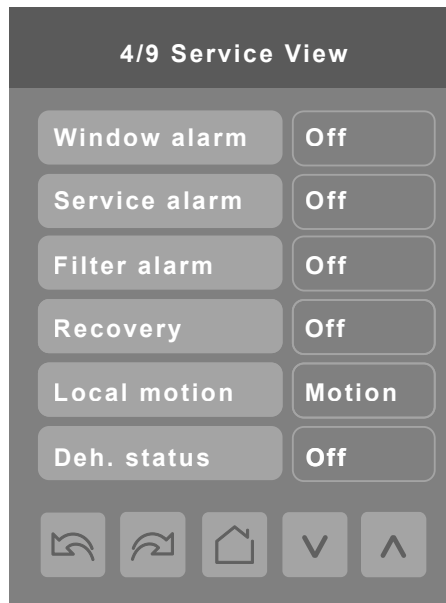 4/9 Service View
Window alarm Off
Service alarm Off
Filter alarm Off
Recovery Off
Local motion Motion
Deh. status Off